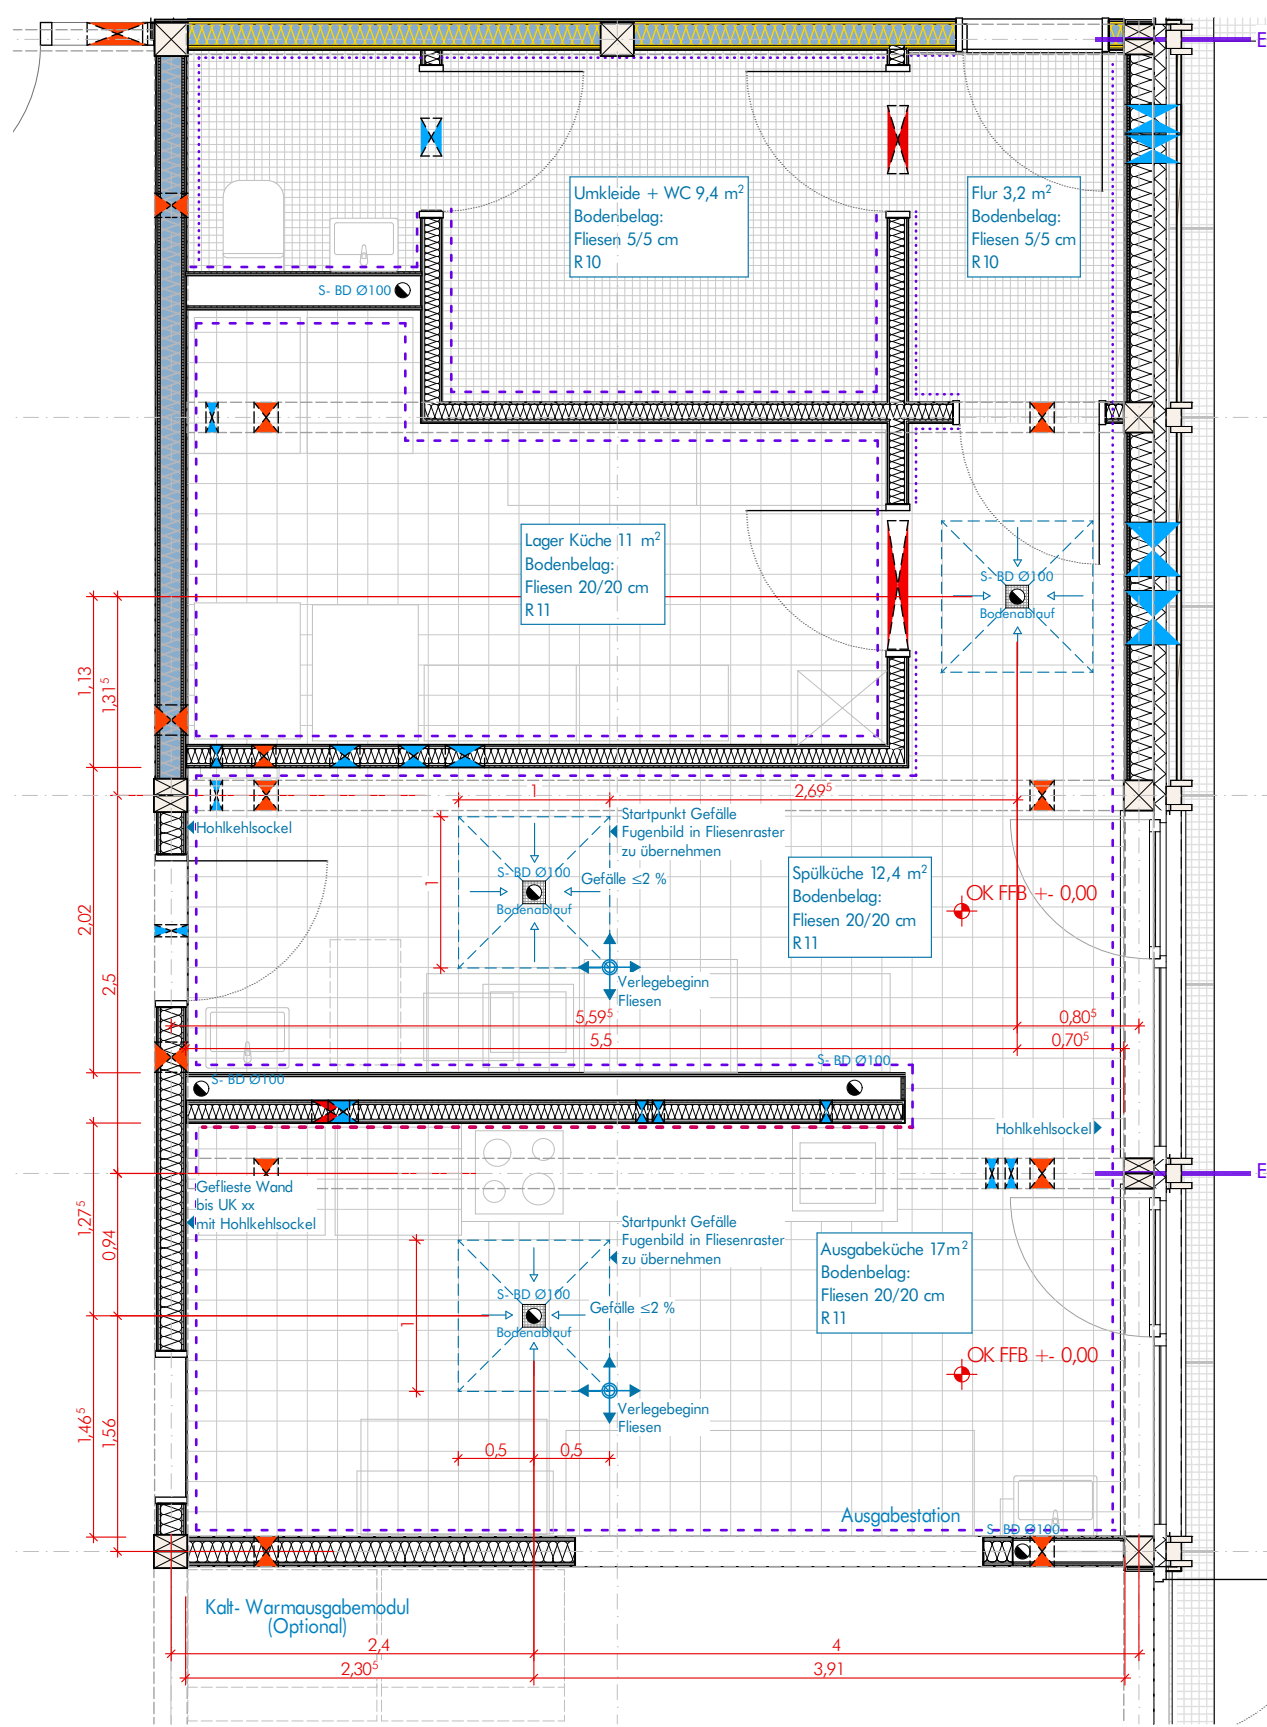 E
Umkleide + WC 9,4 m²
Bodenbelag:
Fliesen 5/5 cm
R10
Flur 3,2 m²
Bodenbelag:
Fliesen 5/5 cm
R10
S- BD Ø100
Lager Küche 11 m²
Bodenbelag:
Fliesen 20/20 cm
R11
S- BD Ø100
Bodenablauf
1,13
1,31⁵
1
2,69⁵
Hohlkehlsockel
Startpunkt Gefälle
Fugenbild in Fliesenraster
zu übernehmen
S- BD Ø100
Gefälle ≤2 %
Bodenablauf
1
Spülküche 12,4 m²
Bodenbelag:
Fliesen 20/20 cm
R11
OK FFB +- 0,00
2,02
2,5
Verlegebeginn
Fliesen
5,59⁵
0,80⁵
5,5
0,70⁵
S- BD Ø100
S- BD Ø100
Hohlkehlsockel
E
Geflieste Wand
bis UK xx
mit Hohlkehlsockel
1,27⁵
0,94
Startpunkt Gefälle
Fugenbild in Fliesenraster
zu übernehmen
S- BD Ø100
Gefälle ≤2 %
Bodenablauf
1
Ausgabeküche 17m²
Bodenbelag:
Fliesen 20/20 cm
R11
OK FFB +- 0,00
Verlegebeginn
Fliesen
1,46⁵
1,56
0,5
0,5
Ausgabestation
S- BD Ø100
Kalt- Warmausgabemodul
(Optional)
2,4
4
2,30⁵
3,91